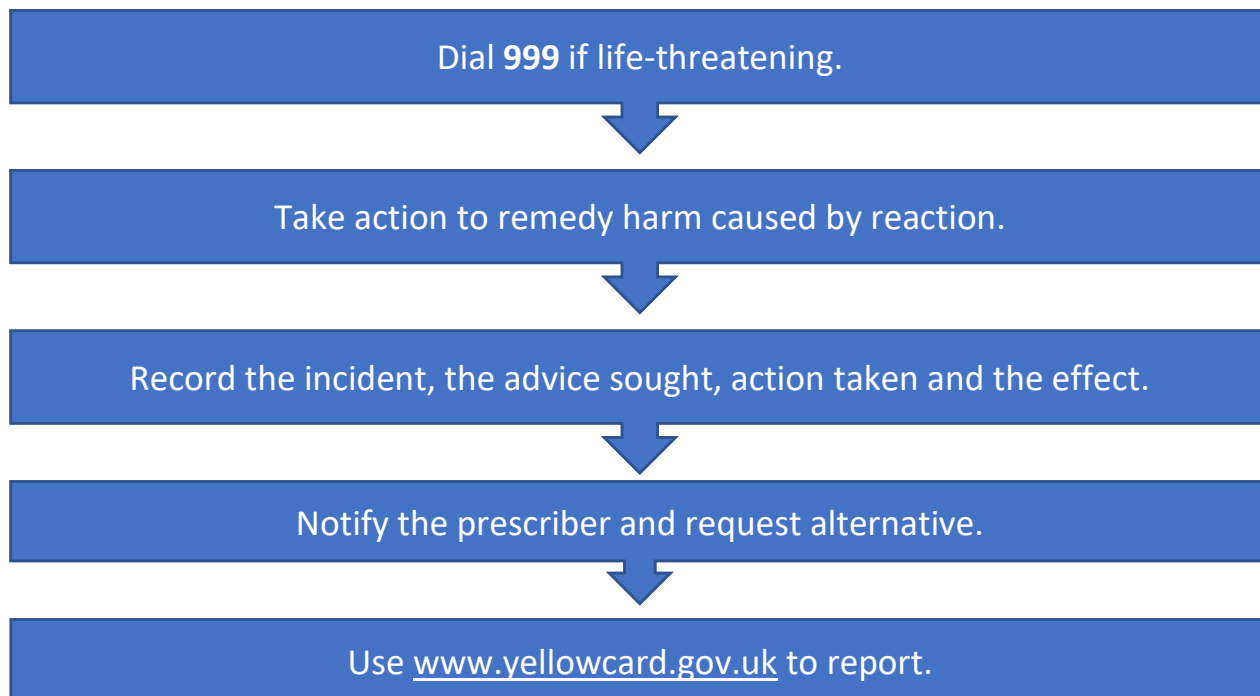 Dial 999 if life-threatening.
Take action to remedy harm caused by reaction.
Record the incident, the advice sought, action taken and the effect.
Notify the prescriber and request alternative.
Use www.yellowcard.gov.uk to report.